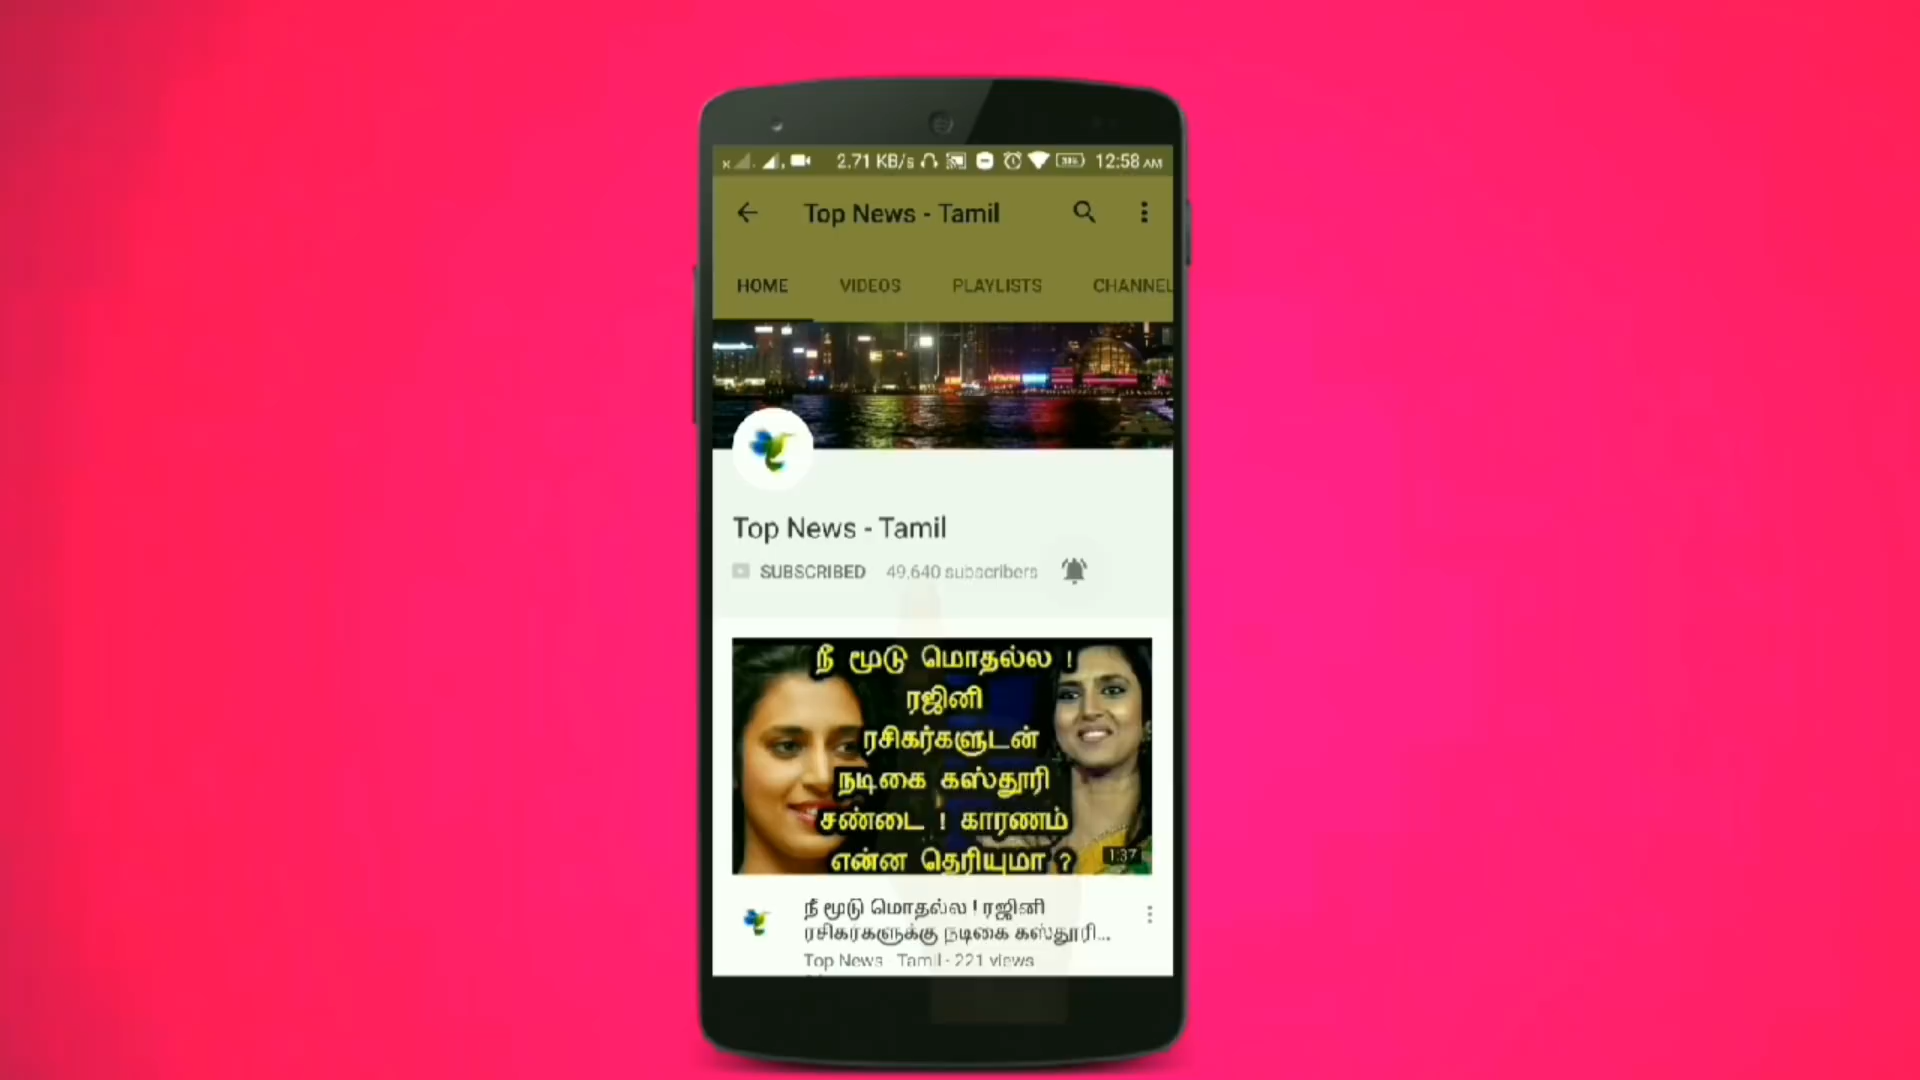 2.71 KB/s 31% 12:58 AM
Top News - Tamil
HOME VIDEOS PLAYLISTS CHANNEL
Top News - Tamil
SUBSCRIBED 49,640 subscribers
நீ மூடு மொதல்ல !
ரஜினி
ரசிகர்களுடன்
நடிகை கஸ்தூரி
சண்டை ! காரணம்
என்ன தெரியுமா ?
1:37
நீ மூடு மொதல்ல ! ரஜினி
ரசிகர்களுக்கு நடிகை கஸ்தூரி...
Top News - Tamil - 221 views